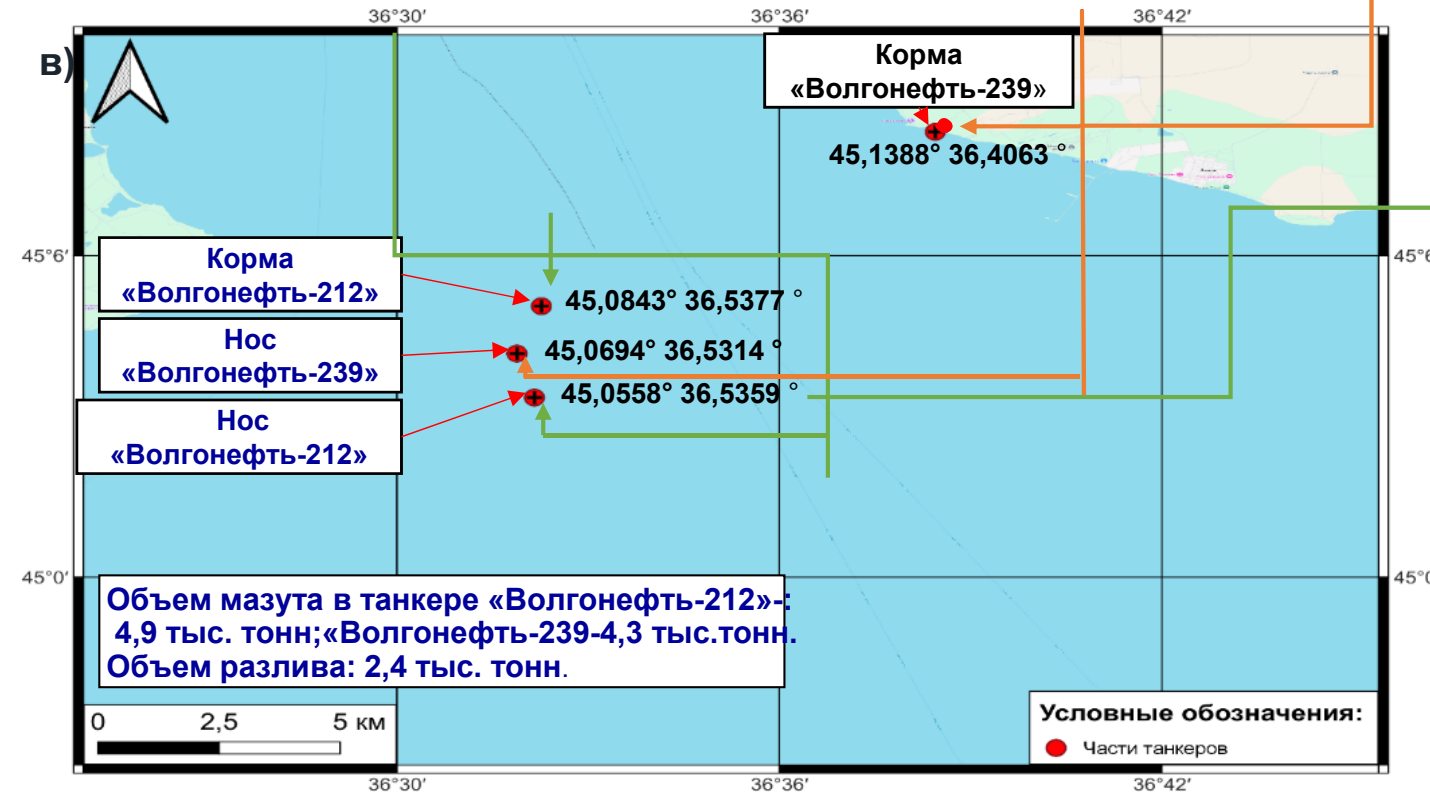 36°30′ 36°36′ 36°42′
в)
Корма
«Волгонефть-239»
45,1388° 36,4063 °
45°6′ 45°6
Корма
«Волгонефть-212»
45,0843° 36,5377 °
Нос
«Волгонефть-239»
45,0694° 36,5314 °
Нос
«Волгонефть-212»
45,0558° 36,5359 °
45°0′ 45°0
Объем мазута в танкере «Волгонефть-212»-:
4,9 тыс. тонн;«Волгонефть-239-4,3 тыс.тонн.
Объем разлива: 2,4 тыс. тонн.
0 2,5 5 км
Условные обозначения:
Части танкеров
36°30′ 36°36′ 36°42′